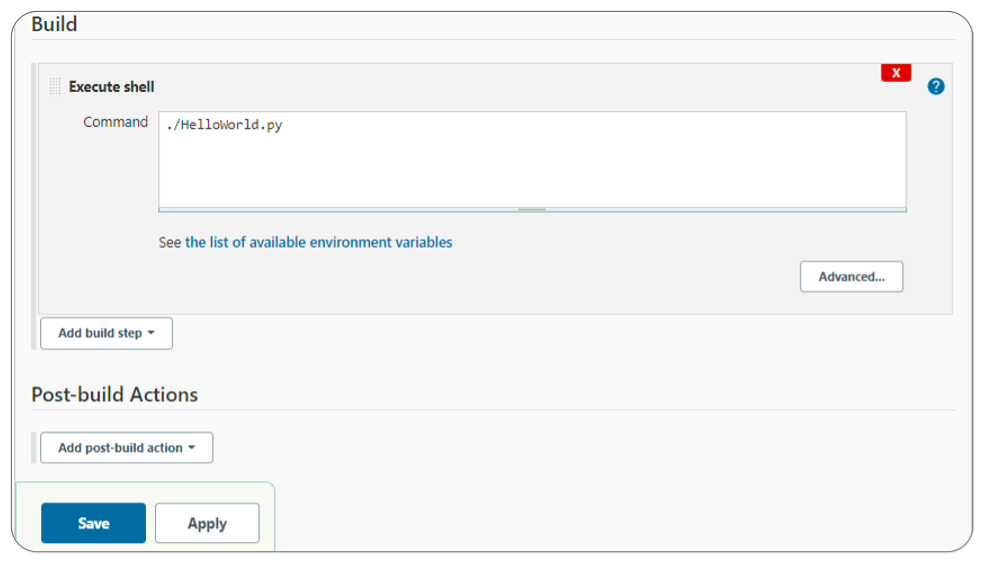 Build
X
Execute shell
?
Command
./HelloWorld.py
See the list of available environment variables
Advanced...
Add build step
Post-build Actions
Add post-build action
Save
Apply